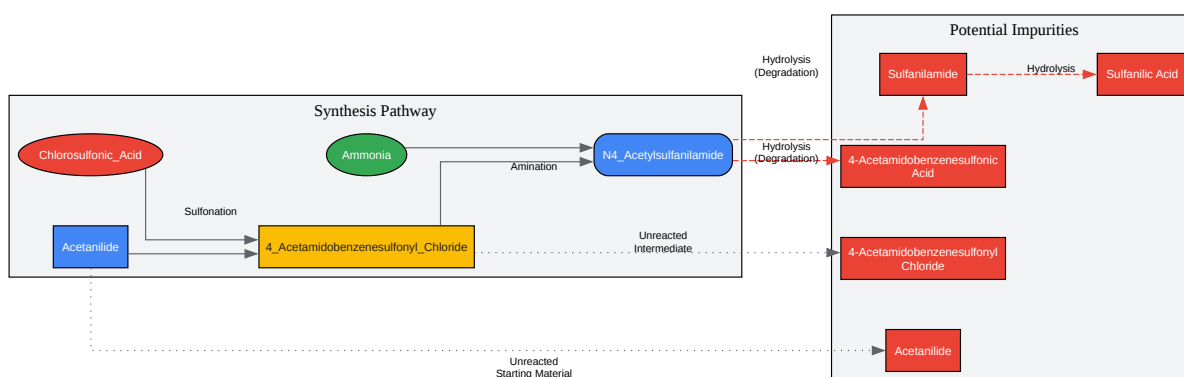 Potential Impurities
Hydrolysis
(Degradation)
Sulfanilamide
Hydrolysis
Sulfanilic Acid
Synthesis Pathway
Chlorosulfonic_Acid
Ammonia
N4_Acetylsulfanilamide
Amination
Hydrolysis
(Degradation)
4-Acetamidobenzenesulfonic
Acid
Sulfonation
Acetanilide
4_Acetamidobenzenesulfonyl_Chloride
Unreacted
Intermediate
4-Acetamidobenzenesulfonyl
Chloride
Unreacted
Starting Material
Acetanilide